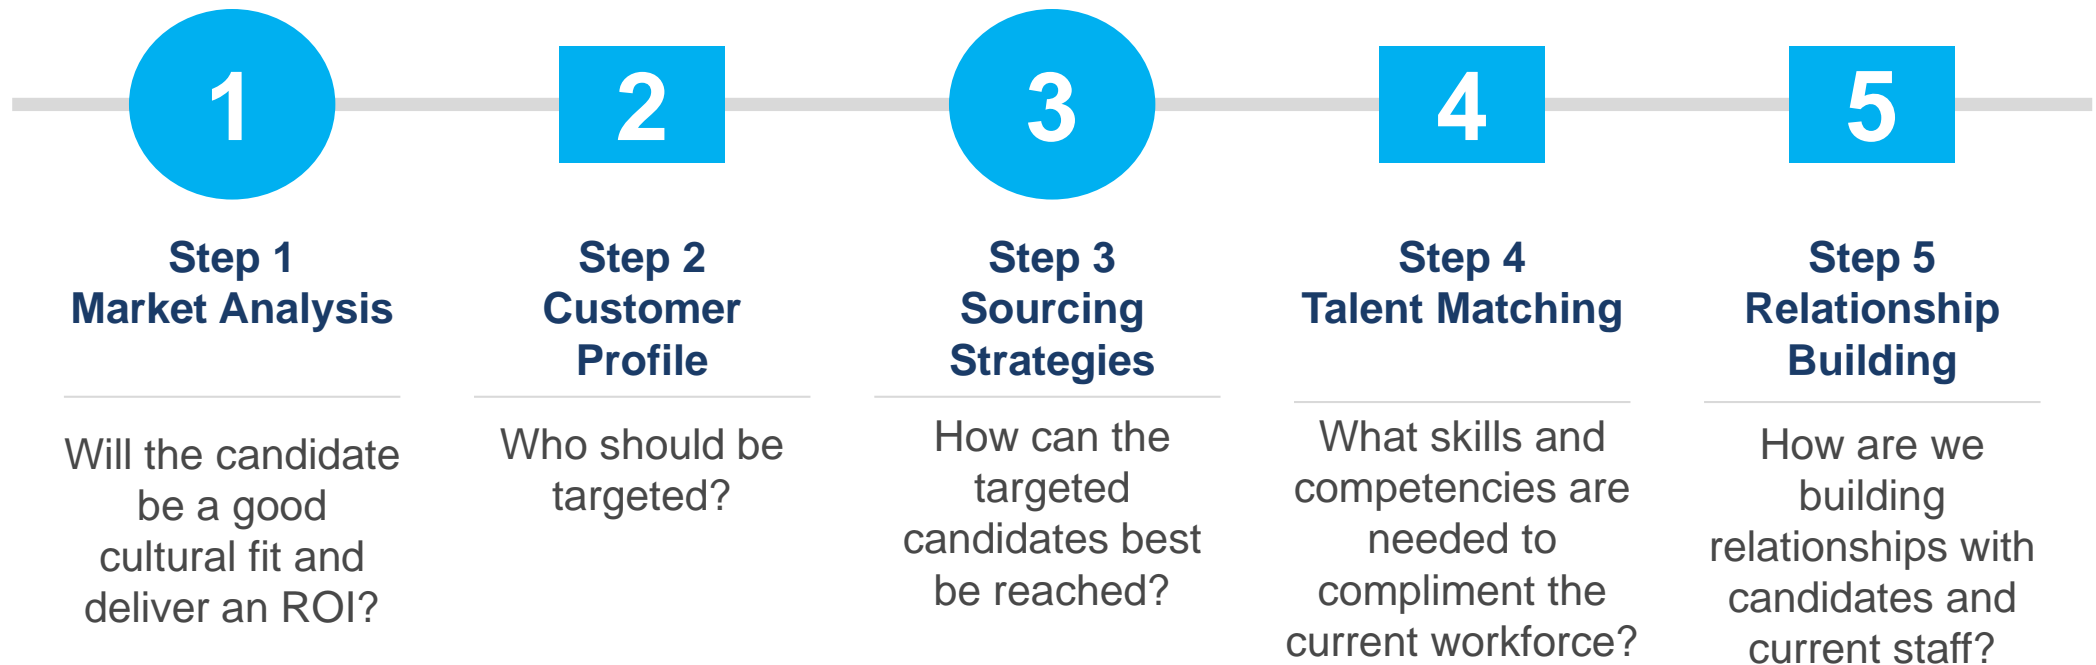 1
2
3
4
5
Step 1
Market Analysis
Will the candidate
be a good
cultural fit and
deliver an ROI?
Step 2
Customer
Profile
Who should be
targeted?
Step 3
Sourcing
Strategies
How can the
targeted
candidates best
be reached?
Step 4
Talent Matching
What skills and
competencies are
needed to
compliment the
current workforce?
Step 5
Relationship
Building
How are we
building
relationships with
candidates and
current staff?